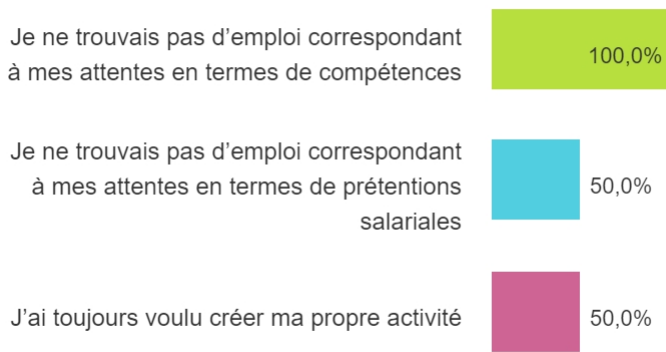 Je ne trouvais pas d’emploi correspondant
à mes attentes en termes de compétences
100,0%
Je ne trouvais pas d’emploi correspondant
à mes attentes en termes de prétentions
salariales
50,0%
J’ai toujours voulu créer ma propre activité
50,0%